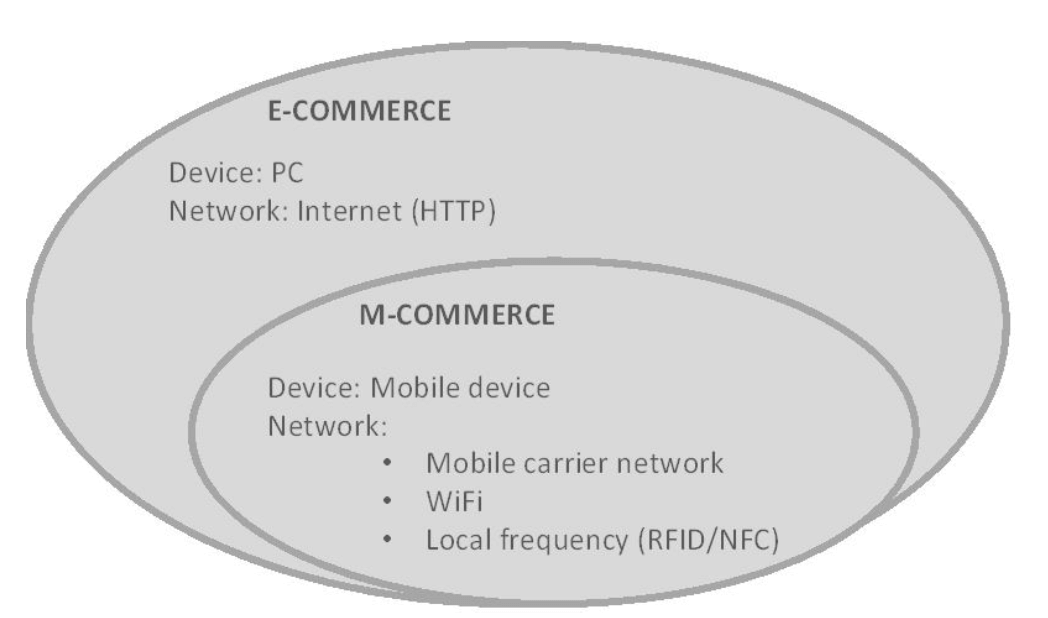 E-COMMERCE
Device: PC
Network: Internet (HTTP)
M-COMMERCE
Device: Mobile device
Network:
• Mobile carrier network
• WiFi
• Local frequency (RFID/NFC)